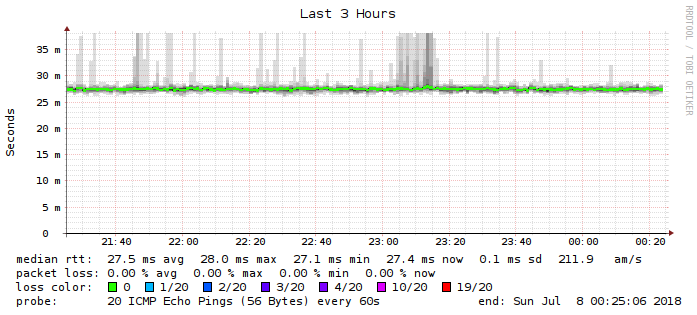 Last 3 Hours
RRDTOOL / TOBI OETIKER
Seconds
35 m
30 m
25 m
20 m
15 m
10 m
5 m
0
21:40 22:00 22:20 22:40 23:00 23:20 23:40 00:00 00:20
median rtt: 27.5 ms avg 28.0 ms max 27.1 ms min 27.4 ms now 0.1 ms sd 211.9 am/s
packet loss: 0.00 % avg 0.00 % max 0.00 % min 0.00 % now
loss color: 0 1/20 2/20 3/20 4/20 10/20 19/20
probe: 20 ICMP Echo Pings (56 Bytes) every 60s end: Sun Jul 8 00:25:06 2018